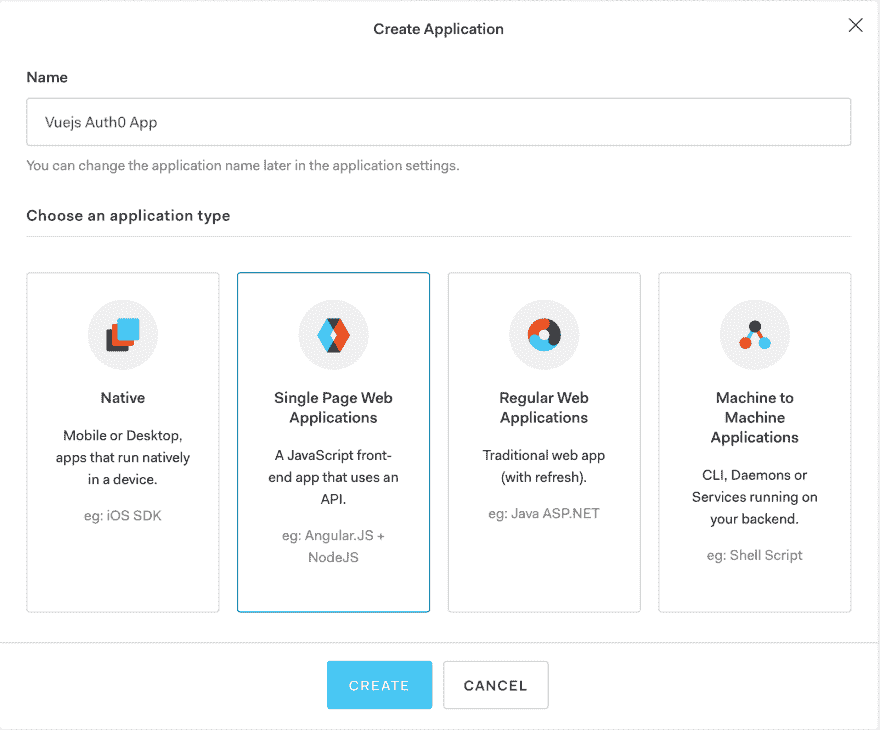 Create Application
Name
Vuejs Auth0 App
You can change the application name later in the application settings.
Choose an application type
Native
Mobile or Desktop,
apps that run natively
in a device.
eg: iOS SDK
Single Page Web
Applications
A JavaScript front-
end app that uses an
API.
eg: Angular.JS +
NodeJS
Regular Web
Applications
Traditional web app
(with refresh).
eg: Java ASP.NET
Machine to
Machine
Applications
CLI, Daemons or
Services running on
your backend.
eg: Shell Script
CREATE
CANCEL